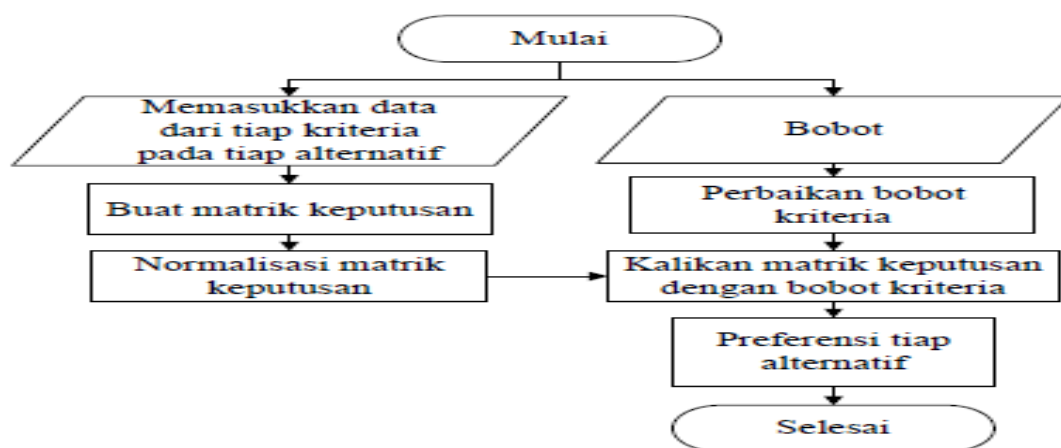 Mulai
Memasukkan data
dari tiap kriteria
pada tiap alternatif
Bobot
Buat matrik keputusan
Perbaikan bobot
kriteria
Normalisasi matrik
keputusan
Kalikan matrik keputusan
dengan bobot kriteria
Preferensi tiap
alternatif
Selesai